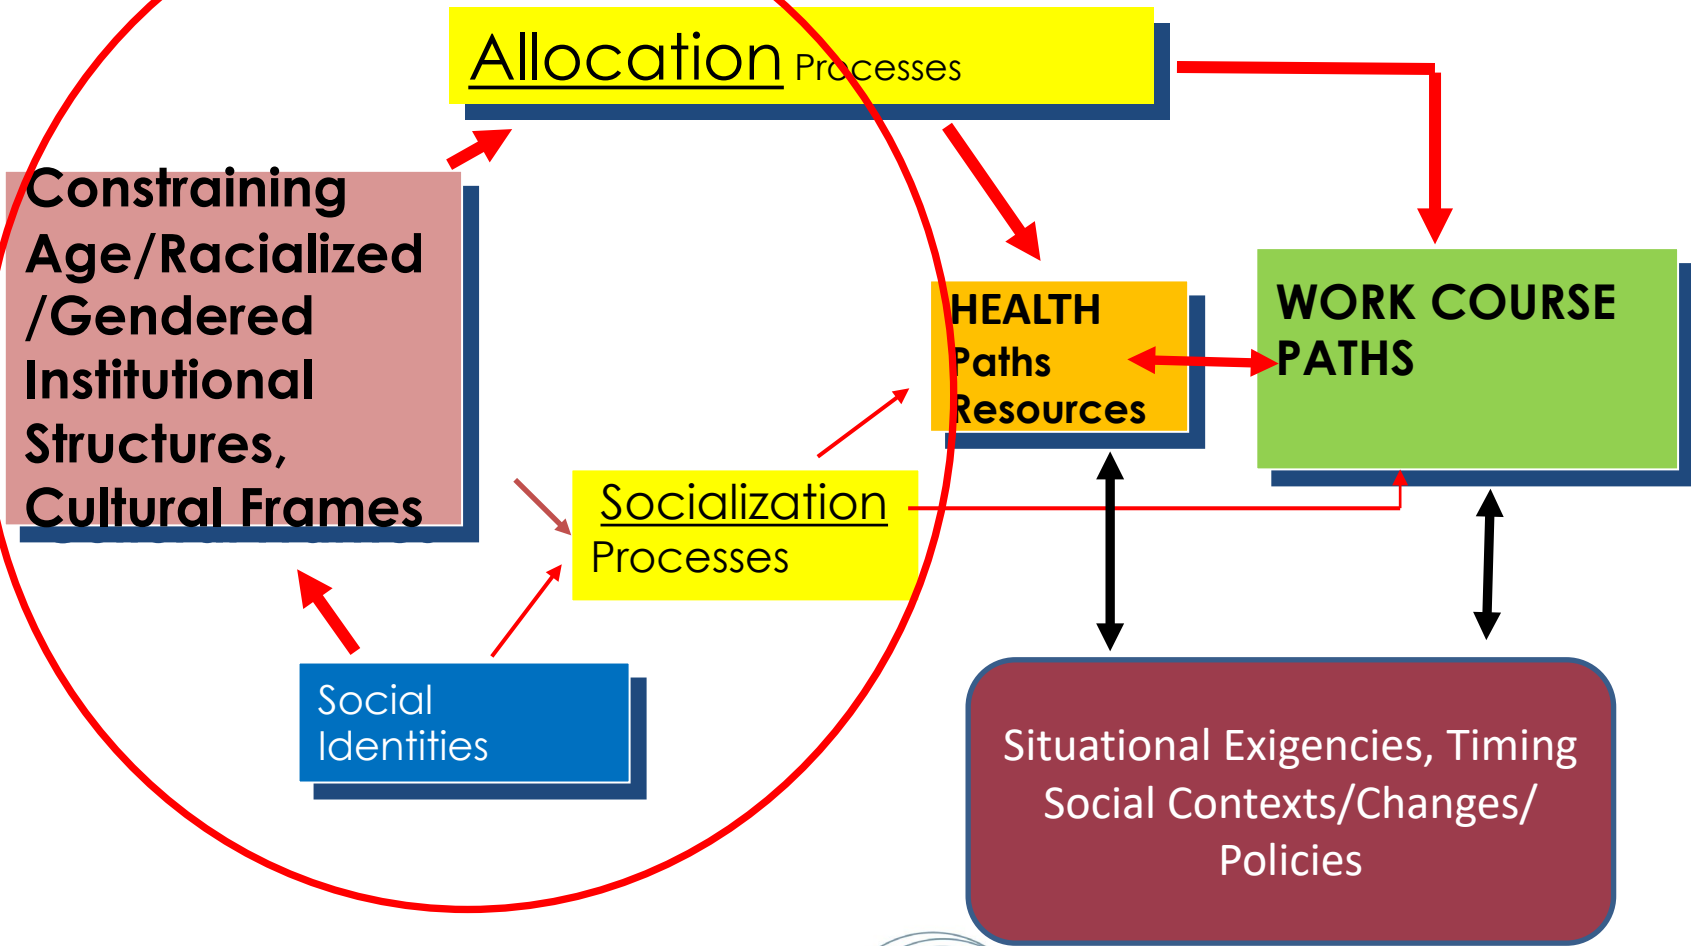 Allocation Processes
Constraining
Age/Racialized
/Gendered
Institutional
Structures,
Cultural Frames
HEALTH
Paths
Resources
WORK COURSE
PATHS
Socialization
Processes
Social
Identities
Situational Exigencies, Timing
Social Contexts/Changes/
Policies